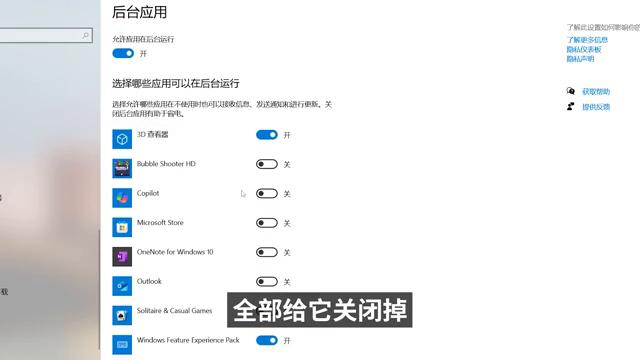 后台应用
允许应用在后台运行
开
选择哪些应用可以在后台运行
选择允许哪些应用在不使用时也可以接收信息、发送通知和进行更新。关
闭后台应用有助于省电。
3D 查看器 开
Bubble Shooter HD 关
Copilot 关
Microsoft Store 关
OneNote for Windows 10 关
Outlook 关
Solitaire & Casual Games
Windows Feature Experience Pack 开
全部给它关闭掉
了解此设置如何影响你的
了解更多信息
隐私仪表板
隐私声明
获取帮助
提供反馈
载